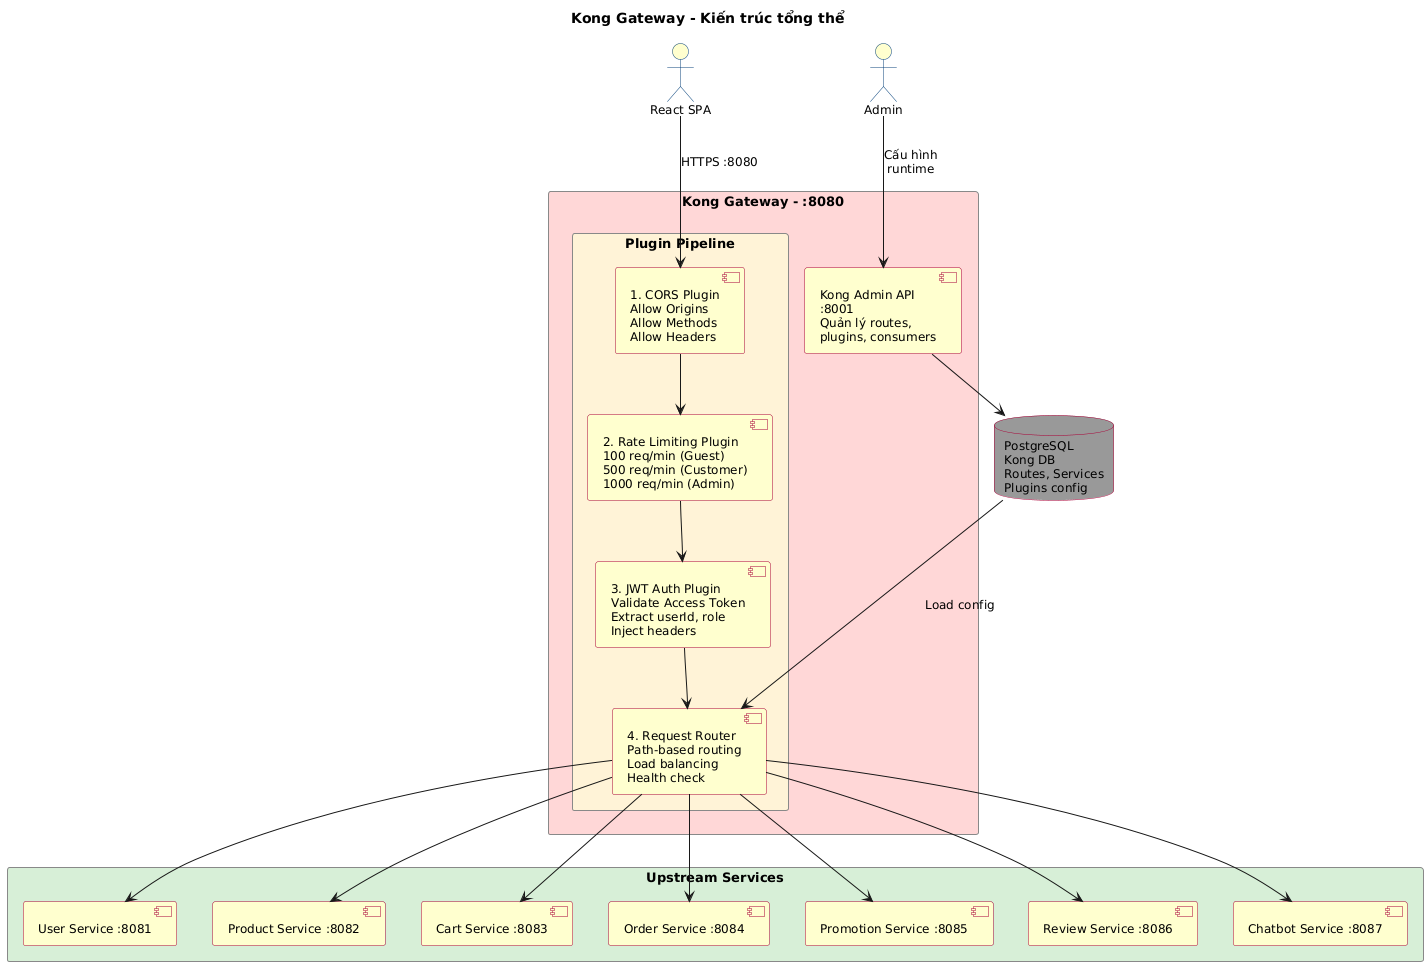 Kong Gateway - Kiến trúc tổng thể
React SPA
Admin
HTTPS :8080
Cấu hình
runtime
Kong Gateway - :8080
Plugin Pipeline
1. CORS Plugin
Allow Origins
Allow Methods
Allow Headers
Kong Admin API
:8001
Quản lý routes,
plugins, consumers
2. Rate Limiting Plugin
100 req/min (Guest)
500 req/min (Customer)
1000 req/min (Admin)
PostgreSQL
Kong DB
Routes, Services
Plugins config
3. JWT Auth Plugin
Validate Access Token
Extract userId, role
Inject headers
Load config
4. Request Router
Path-based routing
Load balancing
Health check
Upstream Services
User Service :8081
Product Service :8082
Cart Service :8083
Order Service :8084
Promotion Service :8085
Review Service :8086
Chatbot Service :8087